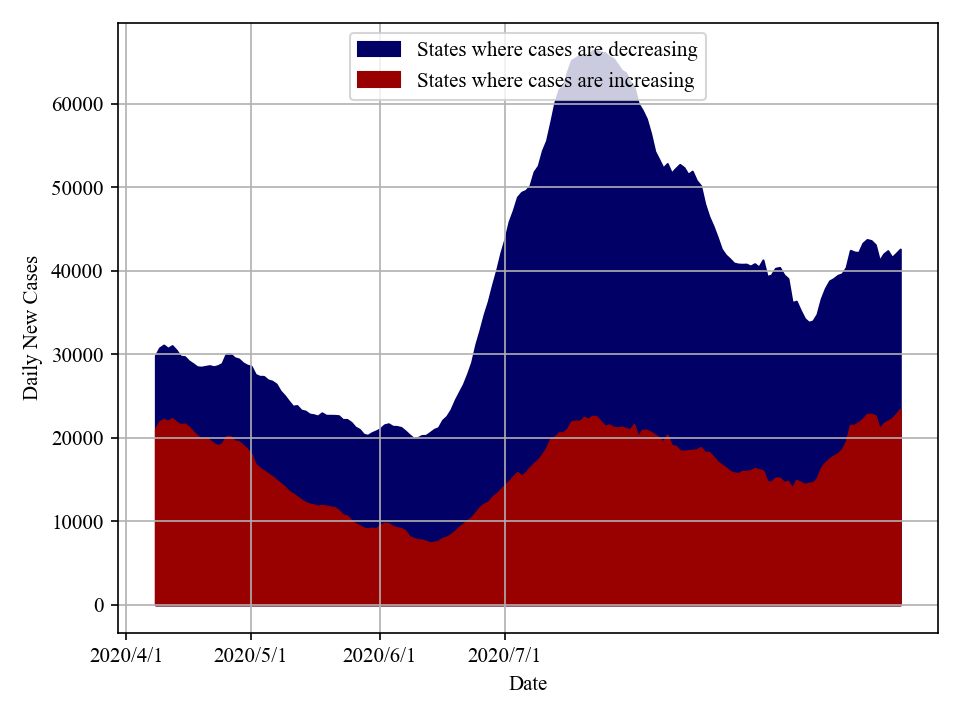 States where cases are decreasing
States where cases are increasing
60000
50000
40000
30000
20000
10000
0
Daily New Cases
2020/4/1 2020/5/1 2020/6/1 2020/7/1
Date